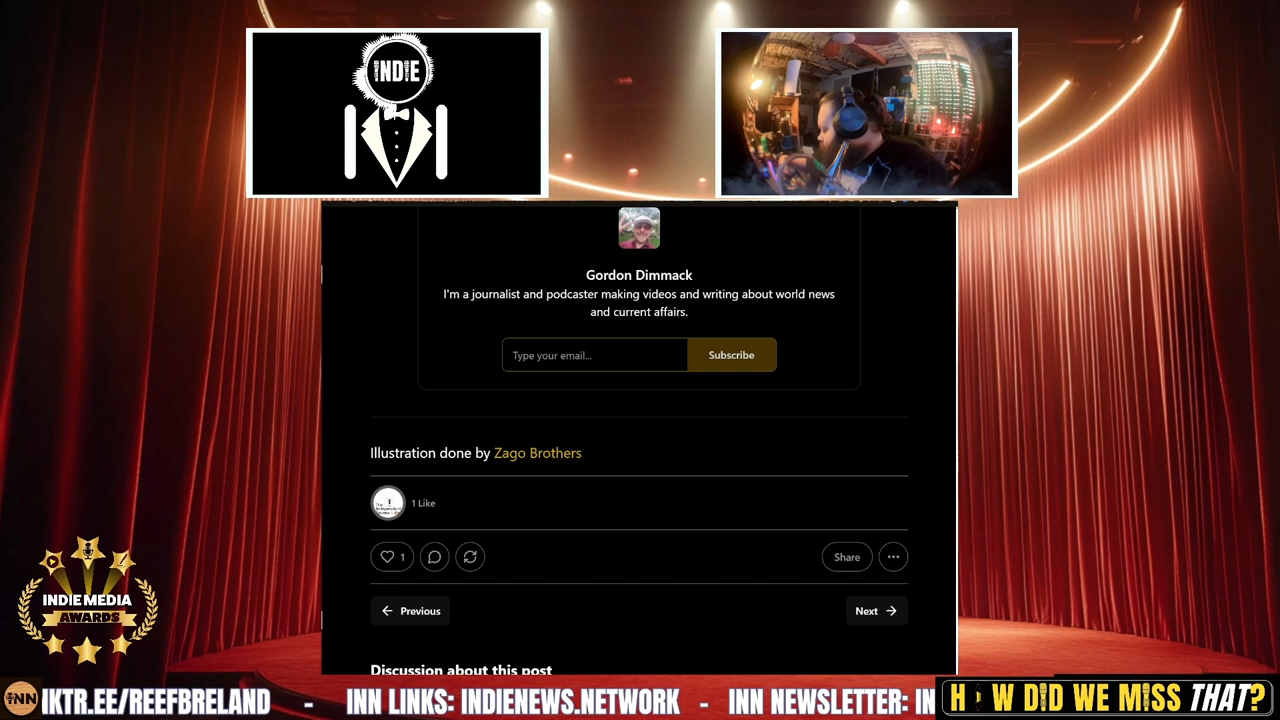 INDIE
Gordon Dimmack
I'm a journalist and podcaster making videos and writing about world news
and current affairs.
Type your email...
Subscribe
Illustration done by Zago Brothers
1 Like
1
Share
Previous
Next
Discussion about this post
INDIE MEDIA
AWARDS
INN
IKTR.EE/REEFBRELAND - INN LINKS: INDIENEWS.NETWORK - INN NEWSLETTER: IN
HOW DID WE MISS THAT?